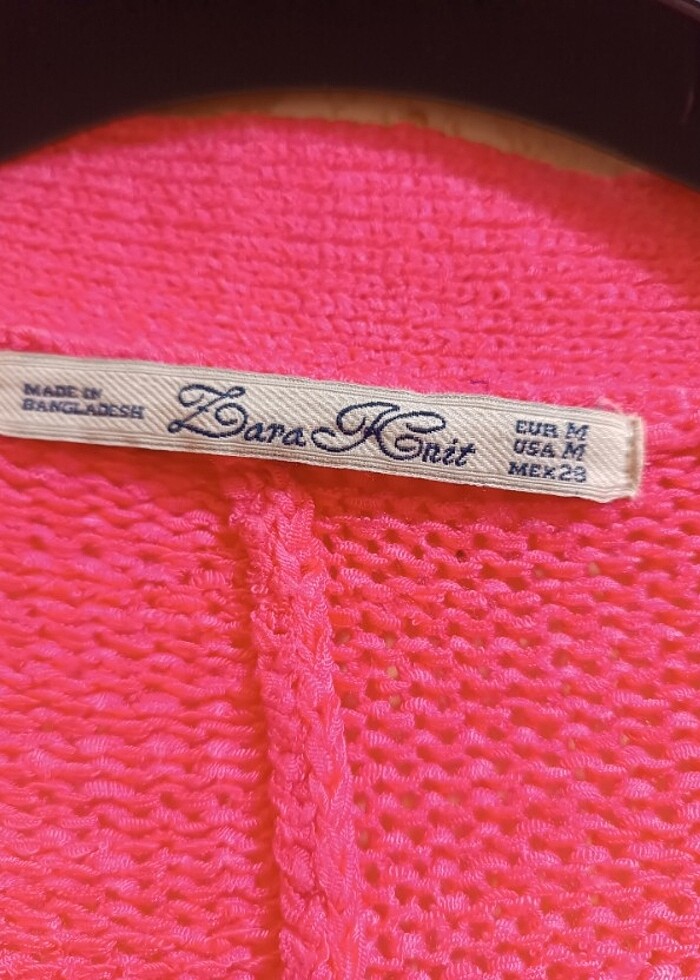 MADE IN
BANGLADESH
Zara Knit
EUR M
USA M
MEX 28